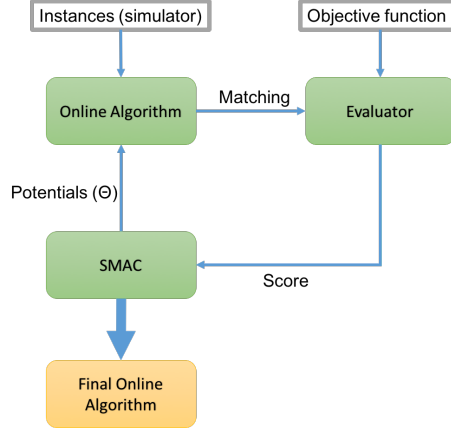 Instances (simulator)
Objective function
Online Algorithm
Matching
Evaluator
Potentials (Θ)
SMAC
Score
Final Online
Algorithm